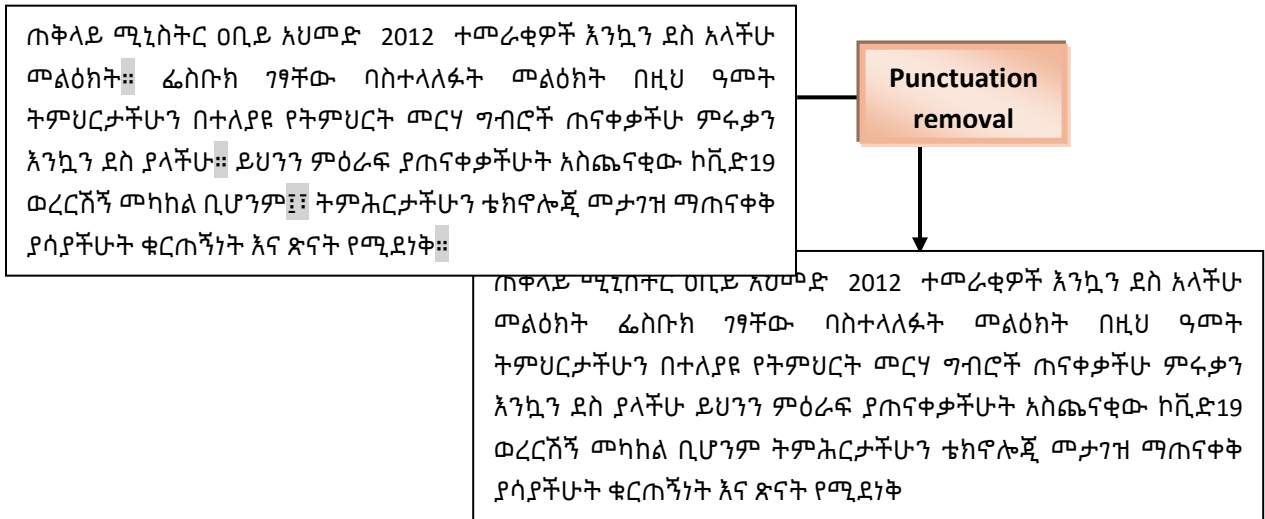 ጠቅላይ ሚኒስትር ዐቢይ አህመድ 2012 ተመራቂዎች እንኳን ደስ አላችሁ
መልዕክት። ፌስቡክ ገፃቸው ባስተላለፉት መልዕክት በዚህ ዓመት
ትምህርታችሁን በተለያዩ የትምህርት መርሃ ግብሮች ጠናቀቃችሁ ምሩቃን
እንኳን ደስ ያላችሁ። ይህንን ምዕራፍ ያጠናቀቃችሁት አስጨናቂው ኮቪድ19
ወረርሽኝ መካከል ቢሆንም፤፣ ትምሕርታችሁን ቴክኖሎጂ መታገዝ ማጠናቀቅ
ያሳያችሁት ቁርጠኝነት እና ጽናት የሚደነቅ።
Punctuation
removal
ጠቅላይ ሚኒስትር ዐቢይ አህመድ 2012 ተመራቂዎች እንኳን ደስ አላችሁ
መልዕክት ፌስቡክ ገፃቸው ባስተላለፉት መልዕክት በዚህ ዓመት
ትምህርታችሁን በተለያዩ የትምህርት መርሃ ግብሮች ጠናቀቃችሁ ምሩቃን
እንኳን ደስ ያላችሁ ይህንን ምዕራፍ ያጠናቀቃችሁት አስጨናቂው ኮቪድ19
ወረርሽኝ መካከል ቢሆንም ትምሕርታችሁን ቴክኖሎጂ መታገዝ ማጠናቀቅ
ያሳያችሁት ቁርጠኝነት እና ጽናት የሚደነቅ